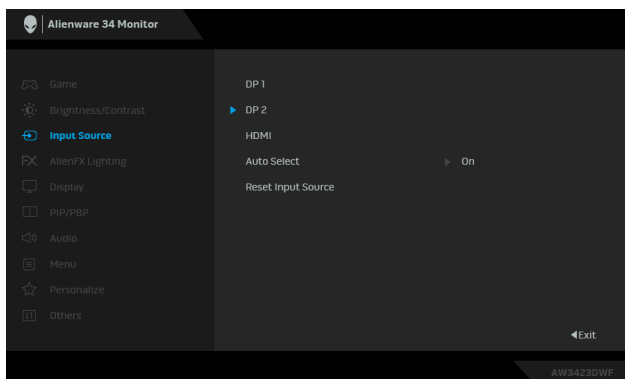 Alienware 34 Monitor
Game
Brightness/Contrast
Input Source
AlienFX Lighting
Display
PIP/PBP
Audio
Menu
Personalize
Others
DP 1
DP 2
HDMI
Auto Select On
Reset Input Source
Exit
AW3423DWF